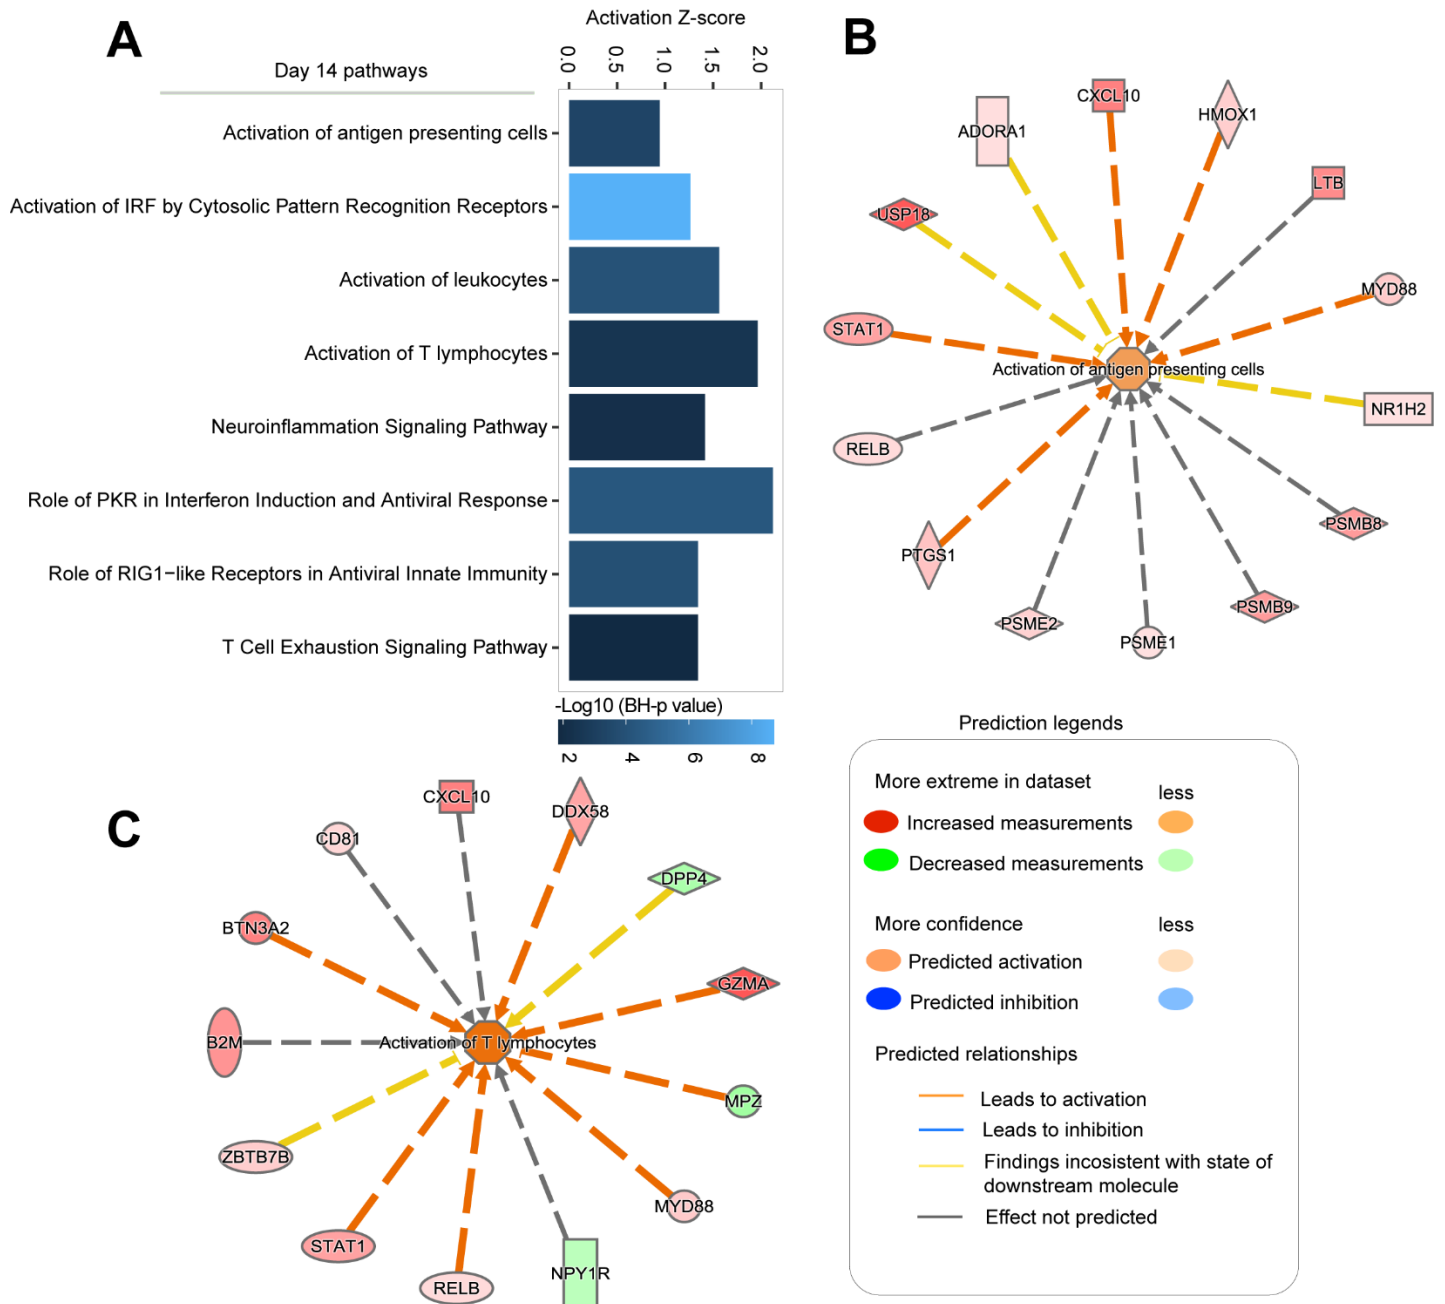 A
Activation Z-score
Day 14 pathways
0.0
0.5
1.0
1.5
2.0
Activation of antigen presenting cells
Activation of IRF by Cytosolic Pattern Recognition Receptors
Activation of leukocytes
Activation of T lymphocytes
Neuroinflammation Signaling Pathway
Role of PKR in Interferon Induction and Antiviral Response
Role of RIG1−like Receptors in Antiviral Innate Immunity
T Cell Exhaustion Signaling Pathway
-Log10 (BH-p value)
2
4
6
8
B
CXCL10
HMOX1
ADORA1
LTB
USP18
MYD88
STAT1
Activation of antigen presenting cells
NR1H2
RELB
PSMB8
PTGS1
PSMB9
PSME2
PSME1
C
CXCL10
DDX58
CD81
DPP4
BTN3A2
GZMA
B2M
Activation of T lymphocytes
MPZ
ZBTB7B
MYD88
STAT1
NPY1R
RELB
Prediction legends
More extreme in dataset
less
Increased measurements
Decreased measurements
More confidence
less
Predicted activation
Predicted inhibition
Predicted relationships
Leads to activation
Leads to inhibition
Findings incosistent with state of
downstream molecule
Effect not predicted